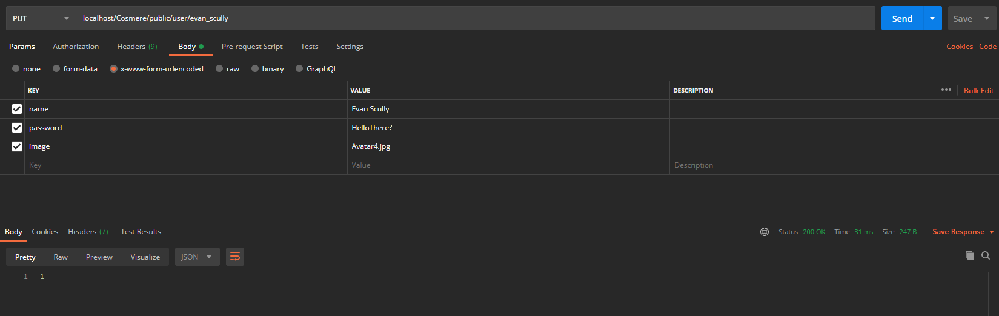 PUT localhost/Cosmere/public/user/evan_scully Send Save
Params Authorization Headers (9) Body Pre-request Script Tests Settings Cookies Code
none form-data x-www-form-urlencoded raw binary GraphQL
KEY VALUE DESCRIPTION ••• Bulk Edit
name Evan Scully
password HelloThere?
image Avatar4.jpg
Key Value Description
Body Cookies Headers (7) Test Results Status: 200 OK Time: 31 ms Size: 247 B Save Response
Pretty Raw Preview Visualize JSON
1 1